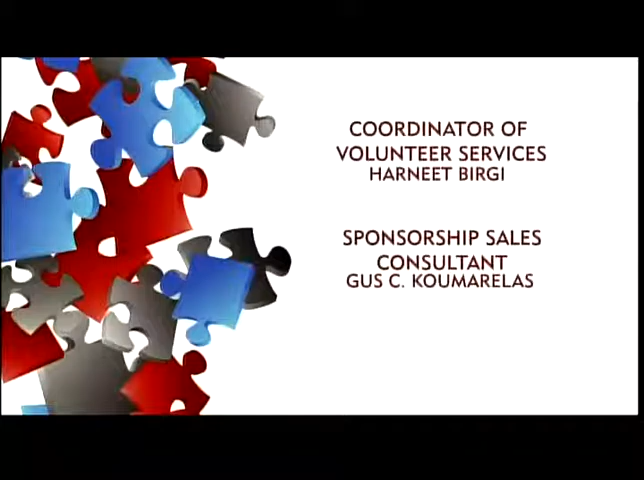 COORDINATOR OF
VOLUNTEER SERVICES
HARNEET BIRGI
SPONSORSHIP SALES
CONSULTANT
GUS C. KOUMARELAS